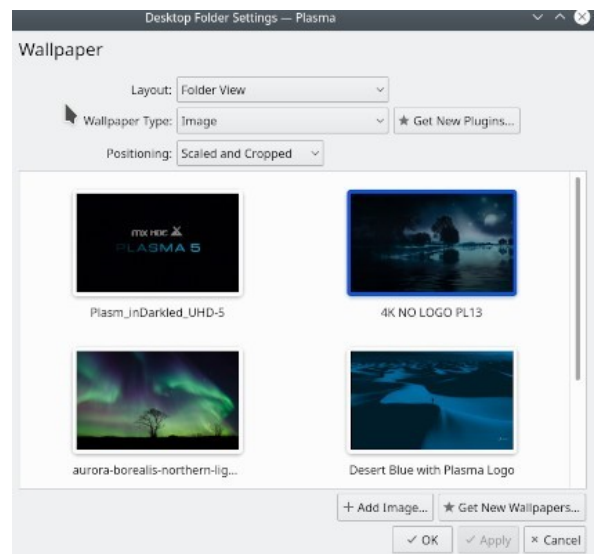 Desktop Folder Settings — Plasma
Wallpaper
Layout: Folder View
Wallpaper Type: Image ★ Get New Plugins...
Positioning: Scaled and Cropped
MX KDE
PLASMA 5
Plasm_inDarkled_UHD-5 4K NO LOGO PL13
aurora-borealis-northern-lig... Desert Blue with Plasma Logo
+ Add Image... ★ Get New Wallpapers...
✓ OK ✓ Apply × Cancel